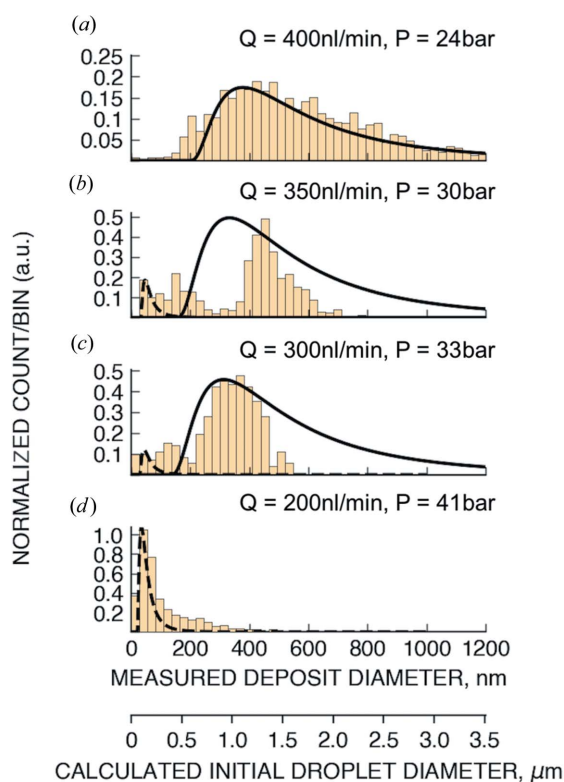 (a)
Q = 400nl/min, P = 24bar
0.25
0.20
0.15
0.10
0.05
(b)
Q = 350nl/min, P = 30bar
0.5
0.4
0.3
0.2
0.1
(c)
Q = 300nl/min, P = 33bar
0.5
0.4
0.3
0.2
0.1
(d)
Q = 200nl/min, P = 41bar
1.0
0.8
0.6
0.4
0.2
NORMALIZED COUNT/BIN (a.u.)
0 200 400 600 800 1000 1200
MEASURED DEPOSIT DIAMETER, nm
0 0.5 1.0 1.5 2.0 2.5 3.0 3.5
CALCULATED INITIAL DROPLET DIAMETER, μm